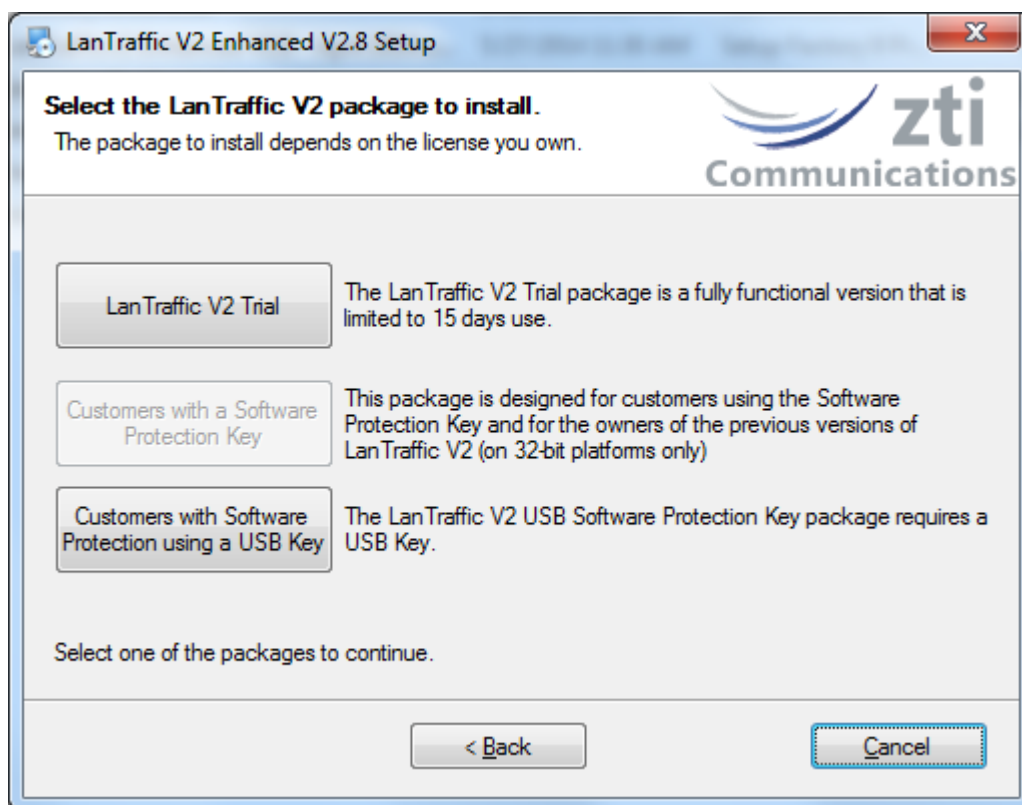 LanTraffic V2 Enhanced V2.8 Setup
Select the LanTraffic V2 package to install.
The package to install depends on the license you own.
zti
Communications
LanTraffic V2 Trial
The LanTraffic V2 Trial package is a fully functional version that is
limited to 15 days use.
Customers with a Software
Protection Key
This package is designed for customers using the Software
Protection Key and for the owners of the previous versions of
LanTraffic V2 (on 32-bit platforms only)
Customers with Software
Protection using a USB Key
The LanTraffic V2 USB Software Protection Key package requires a
USB Key.
Select one of the packages to continue.
< Back
Cancel